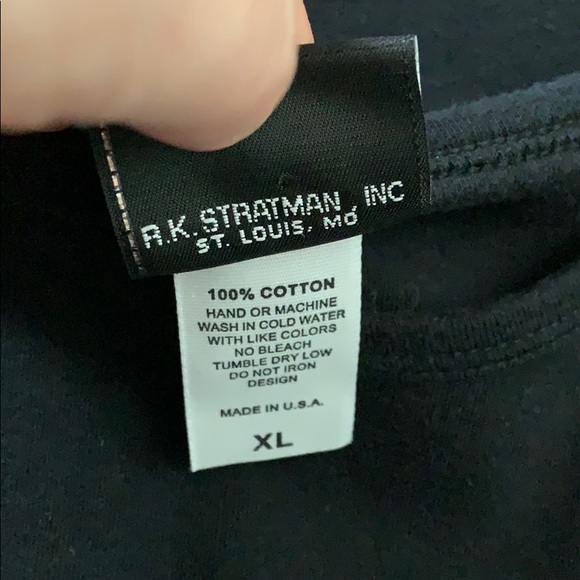 R.K. STRATMAN, INC
ST. LOUIS, MO
100% COTTON
HAND OR MACHINE
WASH IN COLD WATER
WITH LIKE COLORS
NO BLEACH
TUMBLE DRY LOW
DO NOT IRON
DESIGN
MADE IN U.S.A.
XL